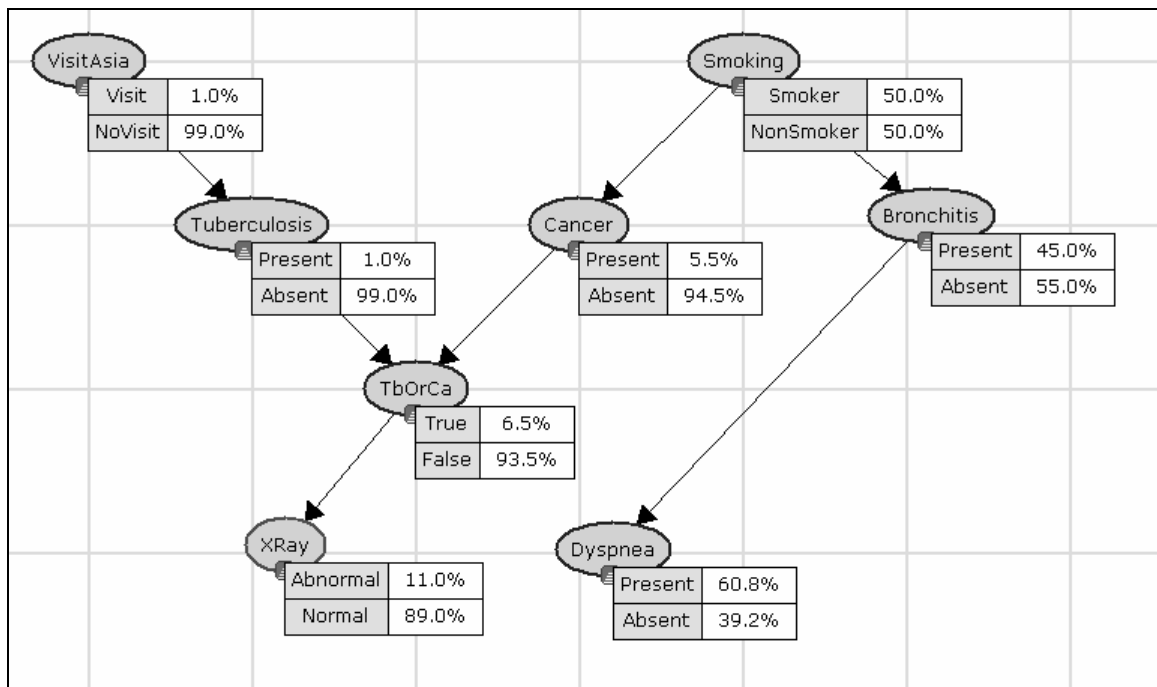 VisitAsia
Visit 1.0%
NoVisit 99.0%
Smoking
Smoker 50.0%
NonSmoker 50.0%
Tuberculosis
Present 1.0%
Absent 99.0%
Cancer
Present 5.5%
Absent 94.5%
Bronchitis
Present 45.0%
Absent 55.0%
TbOrCa
True 6.5%
False 93.5%
XRay
Abnormal 11.0%
Normal 89.0%
Dyspnea
Present 60.8%
Absent 39.2%